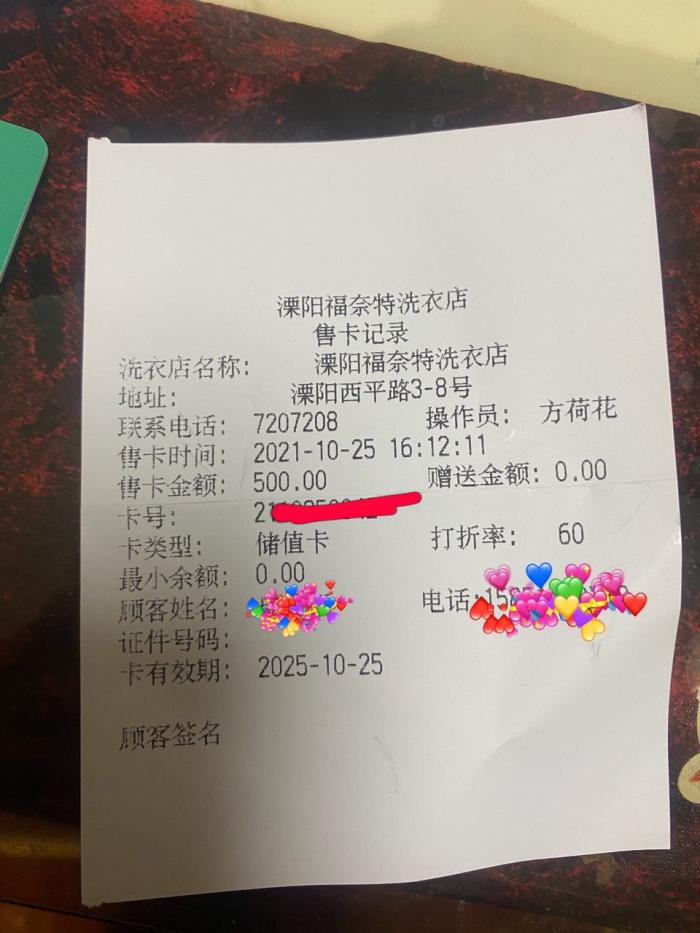 溧阳福奈特洗衣店
售卡记录
洗衣店名称: 溧阳福奈特洗衣店
地址: 溧阳西平路3-8号
联系电话: 7207208 操作员: 方荷花
售卡时间: 2021-10-25 16:12:11
售卡金额: 500.00 赠送金额: 0.00
卡号:
卡类型: 储值卡 打折率: 60
最小余额: 0.00
顾客姓名: 电话:
证件号码:
卡有效期: 2025-10-25
顾客签名